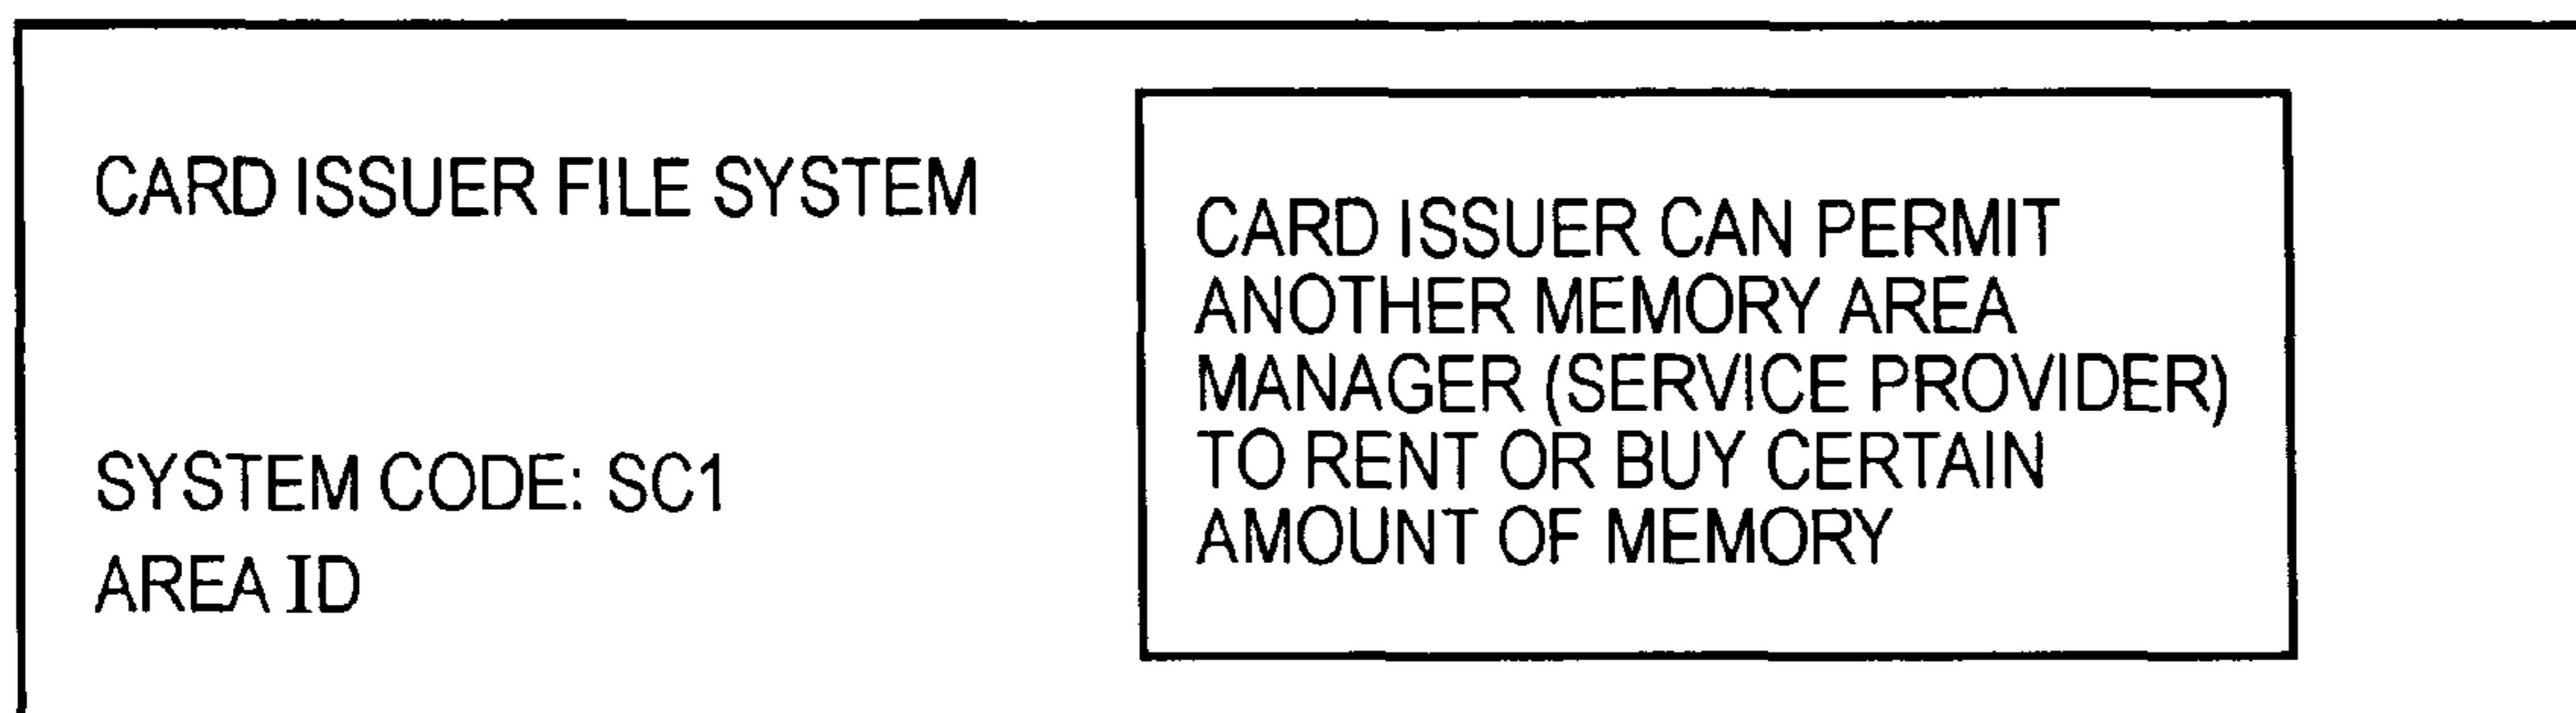 CARD ISSUER FILE SYSTEM
SYSTEM CODE: SC1
AREA ID
CARD ISSUER CAN PERMIT
ANOTHER MEMORY AREA
MANAGER (SERVICE PROVIDER)
TO RENT OR BUY CERTAIN
AMOUNT OF MEMORY